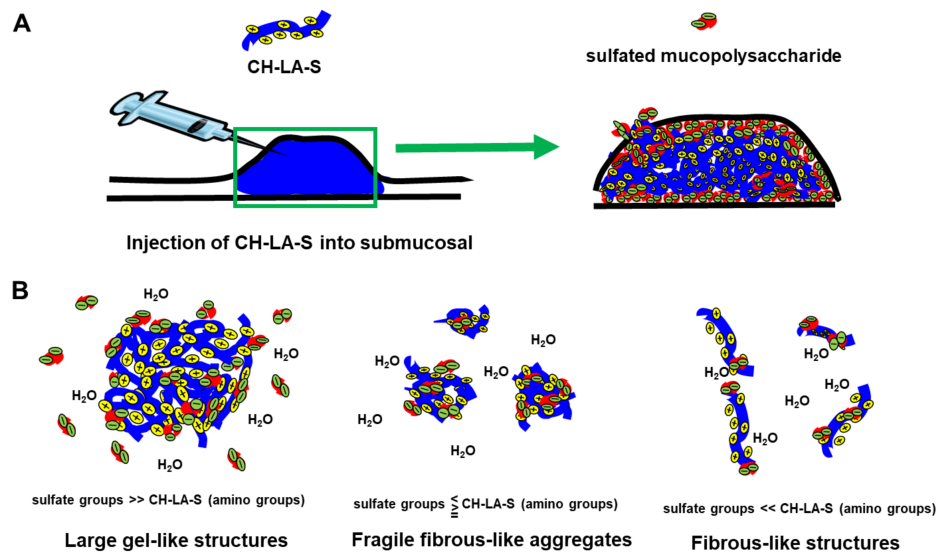 A
CH-LA-S
sulfated mucopolysaccharide
Injection of CH-LA-S into submucosal
B
H₂O
H₂O
H₂O
H₂O
H₂O
H₂O
H₂O
H₂O
H₂O
H₂O
H₂O
H₂O
H₂O
sulfate groups >> CH-LA-S (amino groups)
sulfate groups ⪋ CH-LA-S (amino groups)
sulfate groups << CH-LA-S (amino groups)
Large gel-like structures
Fragile fibrous-like aggregates
Fibrous-like structures